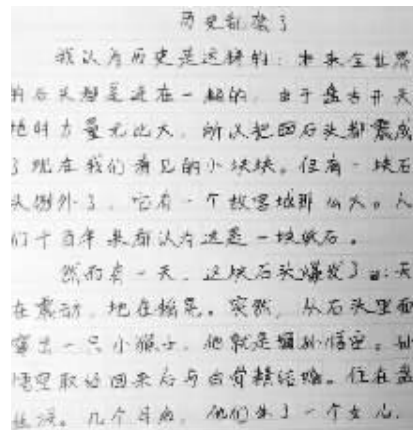 历史乱套了
我认为历史是这样的：本来全世界
的石头都是连在一起的，由于盘古开天
地时力量无比大，所以把四石头都震成
了现在我们看见的小块块。但有一块石
头例外了，它有一个故宫城那么大。人
们千百年来都认为这是一块破石。
然而有一天，这块石头爆发了：天
在震动，地在摇晃。突然，从石头里面
窜出一只小猴子，他就是孙悟空。孙
悟空取经回来后与白骨精结婚。住在盘
丝洞。几个月后，他们生了一个女儿，